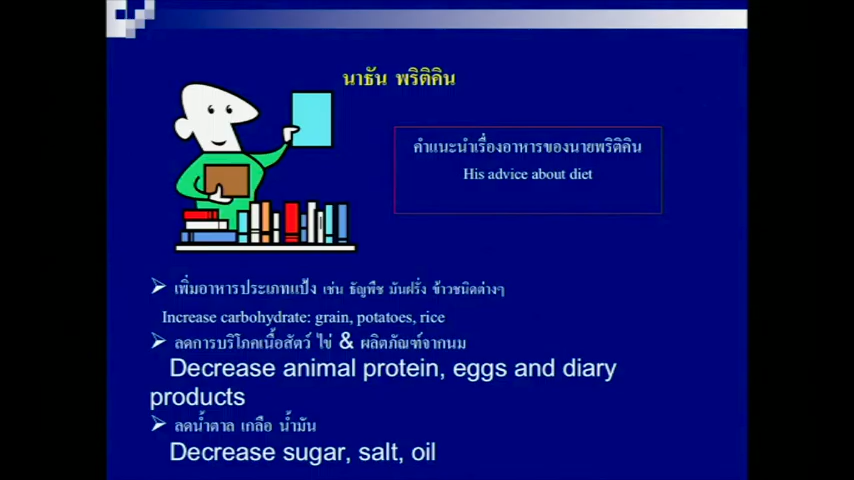 นาธัน พริติคิน
คำแนะนำเรื่องอาหารของนายพริติคิน
His advice about diet
➢ เพิ่มอาหารประเภทแป้ง เช่น ธัญพืช มันฝรั่ง ข้าวชนิดต่างๆ
Increase carbohydrate: grain, potatoes, rice
➢ ลดการบริโภคเนื้อสัตว์ ไข่ & ผลิตภัณฑ์จากนม
Decrease animal protein, eggs and diary
products
➢ ลดน้ำตาล เกลือ น้ำมัน
Decrease sugar, salt, oil